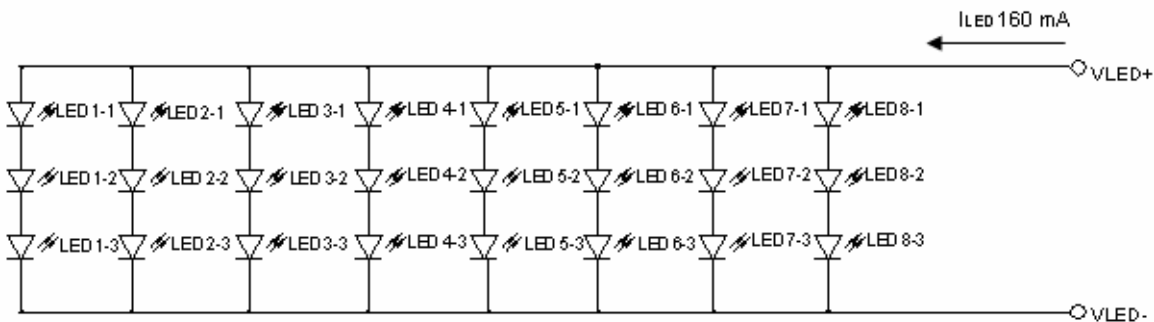 ILED 160 mA
VLED+
LED 1-1 LED 2-1 LED 3-1 LED 4-1 LED 5-1 LED 6-1 LED 7-1 LED 8-1
LED 1-2 LED 2-2 LED 3-2 LED 4-2 LED 5-2 LED 6-2 LED 7-2 LED 8-2
LED 1-3 LED 2-3 LED 3-3 LED 4-3 LED 5-3 LED 6-3 LED 7-3 LED 8-3
VLED-